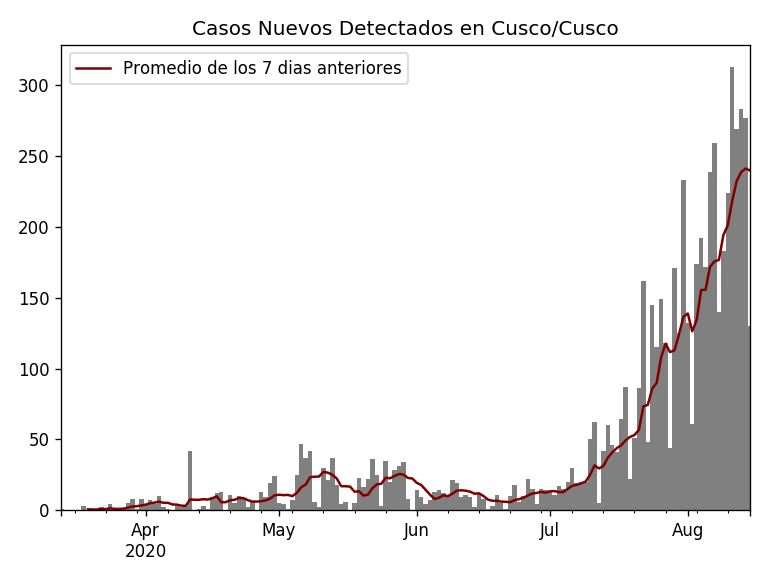 Casos Nuevos Detectados en Cusco/Cusco
Promedio de los 7 dias anteriores
300
250
200
150
100
50
0
Apr
2020
May
Jun
Jul
Aug